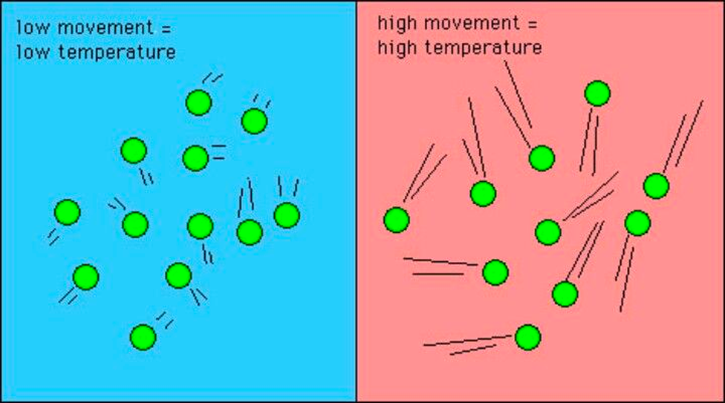 low movement =
low temperature
high movement =
high temperature